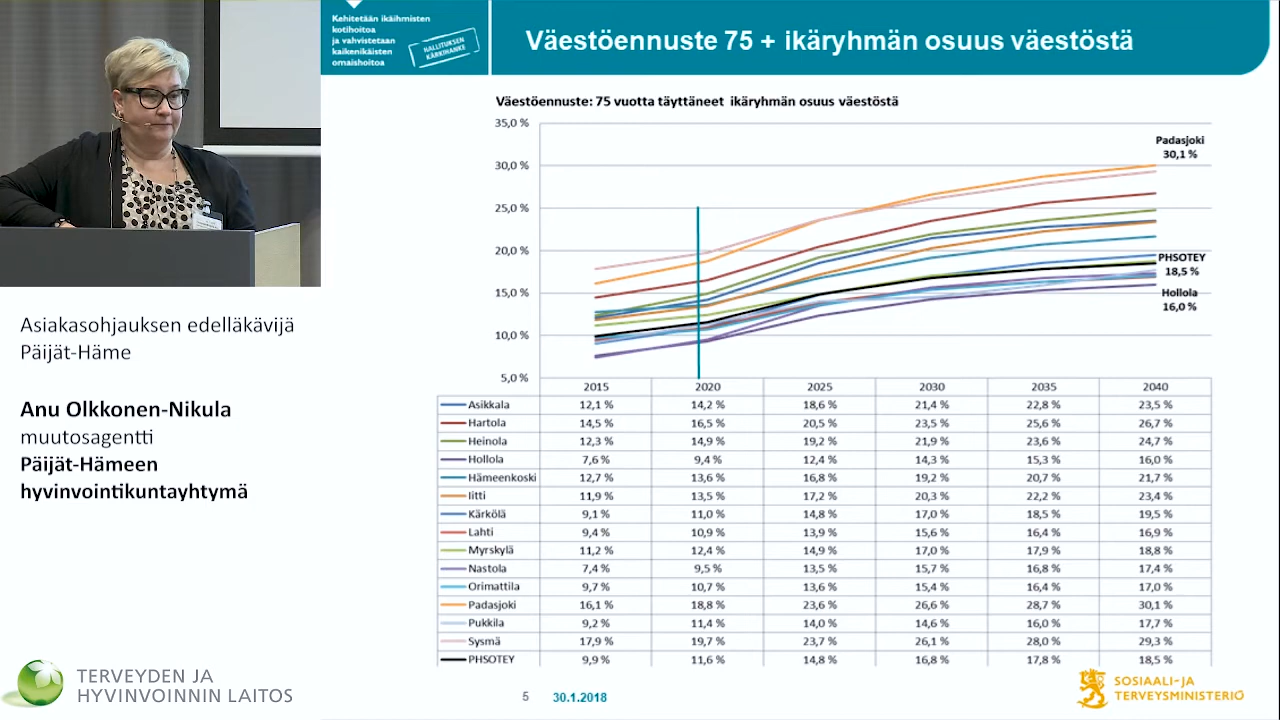 Kehitetään ikäihmisten
kotihoitoa
ja vahvistetaan
kaikenikäisten
omaishoitoa
HALLITUKSEN
KÄRKIHANKE
Väestöennuste 75 + ikäryhmän osuus väestöstä
Väestöennuste: 75 vuotta täyttäneet ikäryhmän osuus väestöstä
35,0 %
30,0 %
25,0 %
20,0 %
15,0 %
10,0 %
5,0 %
Padasjoki
30,1 %
PHSOTEY
18,5 %
Hollola
16,0 %
2015 2020 2025 2030 2035 2040
Asikkala 12,1 % 14,2 % 18,6 % 21,4 % 22,8 % 23,5 %
Hartola 14,5 % 16,5 % 20,5 % 23,5 % 25,6 % 26,7 %
Heinola 12,3 % 14,9 % 19,2 % 21,9 % 23,6 % 24,7 %
Hollola 7,6 % 9,4 % 12,4 % 14,3 % 15,3 % 16,0 %
Hämeenkoski 12,7 % 13,6 % 16,8 % 19,2 % 20,7 % 21,7 %
Iitti 11,9 % 13,5 % 17,2 % 20,3 % 22,2 % 23,4 %
Kärkölä 9,1 % 11,0 % 14,8 % 17,0 % 18,5 % 19,5 %
Lahti 9,4 % 10,9 % 13,9 % 15,6 % 16,4 % 16,9 %
Myrskylä 11,2 % 12,4 % 14,9 % 17,0 % 17,9 % 18,8 %
Nastola 7,4 % 9,5 % 13,5 % 15,7 % 16,8 % 17,4 %
Orimattila 9,7 % 10,7 % 13,6 % 15,4 % 16,4 % 17,0 %
Padasjoki 16,1 % 18,8 % 23,6 % 26,6 % 28,7 % 30,1 %
Pukkila 9,2 % 11,4 % 14,0 % 14,6 % 16,0 % 17,7 %
Sysmä 17,9 % 19,7 % 23,7 % 26,1 % 28,0 % 29,3 %
PHSOTEY 9,9 % 11,6 % 14,8 % 16,8 % 17,8 % 18,5 %
5 30.1.2018
SOSIAALI- JA
TERVEYSMINISTERIÖ
Asiakasohjauksen edelläkävijä
Päijät-Häme
Anu Olkkonen-Nikula
muutosagentti
Päijät-Hämeen
hyvinvointikuntayhtymä
TERVEYDEN JA
HYVINVOINNIN LAITOS